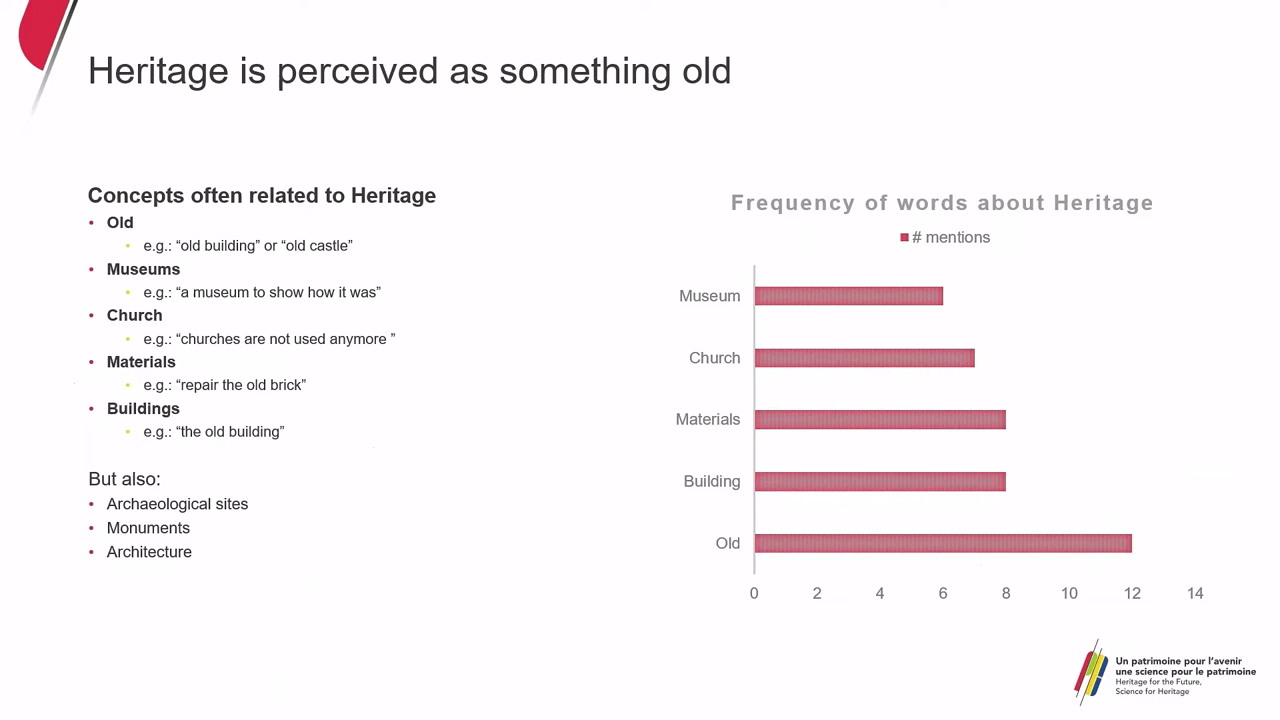 Heritage is perceived as something old
Concepts often related to Heritage
• Old
• e.g.: “old building” or “old castle”
• Museums
• e.g.: “a museum to show how it was”
• Church
• e.g.: “churches are not used anymore ”
• Materials
• e.g.: “repair the old brick”
• Buildings
• e.g.: “the old building”
But also:
• Archaeological sites
• Monuments
• Architecture
Frequency of words about Heritage
# mentions
Museum
Church
Materials
Building
Old
0 2 4 6 8 10 12 14
Un patrimoine pour l’avenir
une science pour le patrimoine
Heritage for the Future,
Science for Heritage